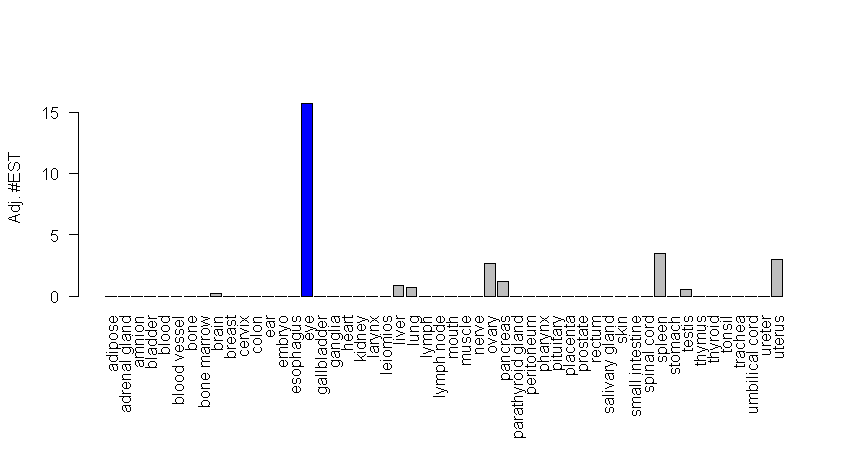 15
10
5
0
Adj. #EST
adipose
adrenal gland
amnion
bladder
blood
blood vessel
bone
bone marrow
brain
breast
cervix
colon
ear
embryo
esophagus
eye
gallbladder
ganglia
heart
kidney
larynx
leiomios
liver
lung
lymph
lymph node
mouth
muscle
nerve
ovary
pancreas
parathyroid gland
peritoneum
pharynx
pituitary
placenta
prostate
rectum
salivary gland
skin
small intestine
spinal cord
spleen
stomach
testis
thymus
thyroid
tonsil
trachea
umbilical cord
ureter
uterus